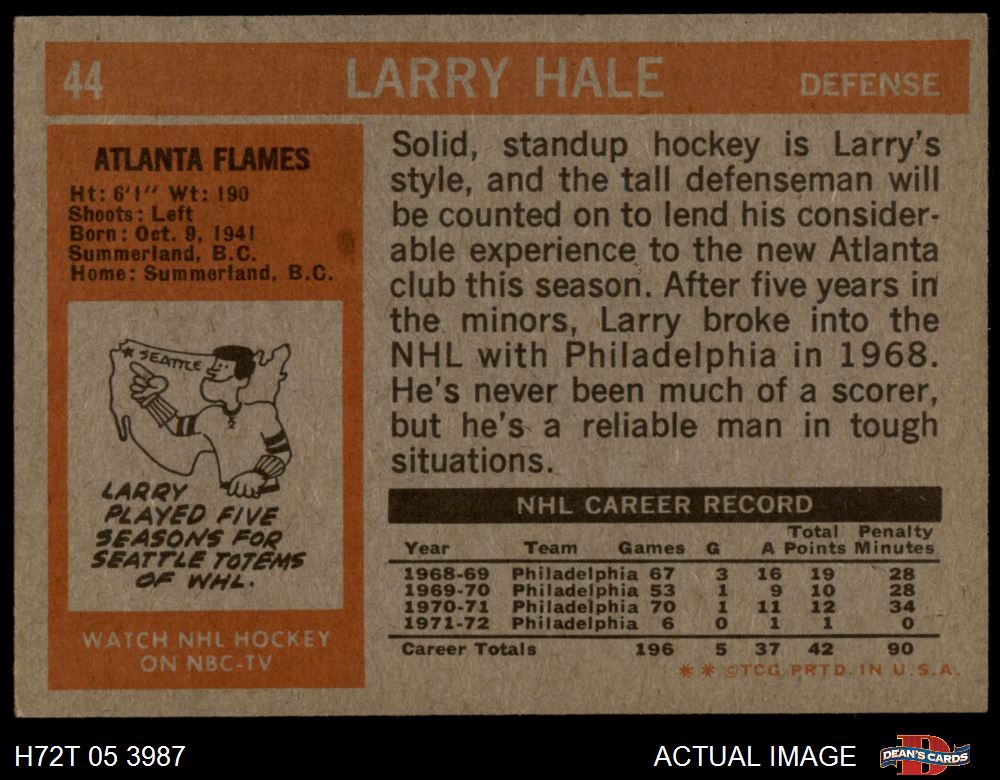 44 LARRY HALE DEFENSE
ATLANTA FLAMES
Ht: 6'1'' Wt: 190
Shoots: Left
Born: Oct. 9, 1941
Summerland, B.C.
Home: Summerland, B.C.
★ SEATTLE
LARRY
PLAYED FIVE
SEASONS FOR
SEATTLE TOTEMS
OF WHL.
WATCH NHL HOCKEY
ON NBC-TV
Solid, standup hockey is Larry's
style, and the tall defenseman will
be counted on to lend his consider-
able experience to the new Atlanta
club this season. After five years in
the minors, Larry broke into the
NHL with Philadelphia in 1968.
He's never been much of a scorer,
but he's a reliable man in tough
situations.
NHL CAREER RECORD
Year Team Games G A Total Points Penalty Minutes
1968-69 Philadelphia 67 3 16 19 28
1969-70 Philadelphia 53 1 9 10 28
1970-71 Philadelphia 70 1 11 12 34
1971-72 Philadelphia 6 0 1 1 0
Career Totals 196 5 37 42 90
✶ ✶ ©TCG PRTD. IN U.S.A.
H72T 05 3987 ACTUAL IMAGE DEAN'S CARDS